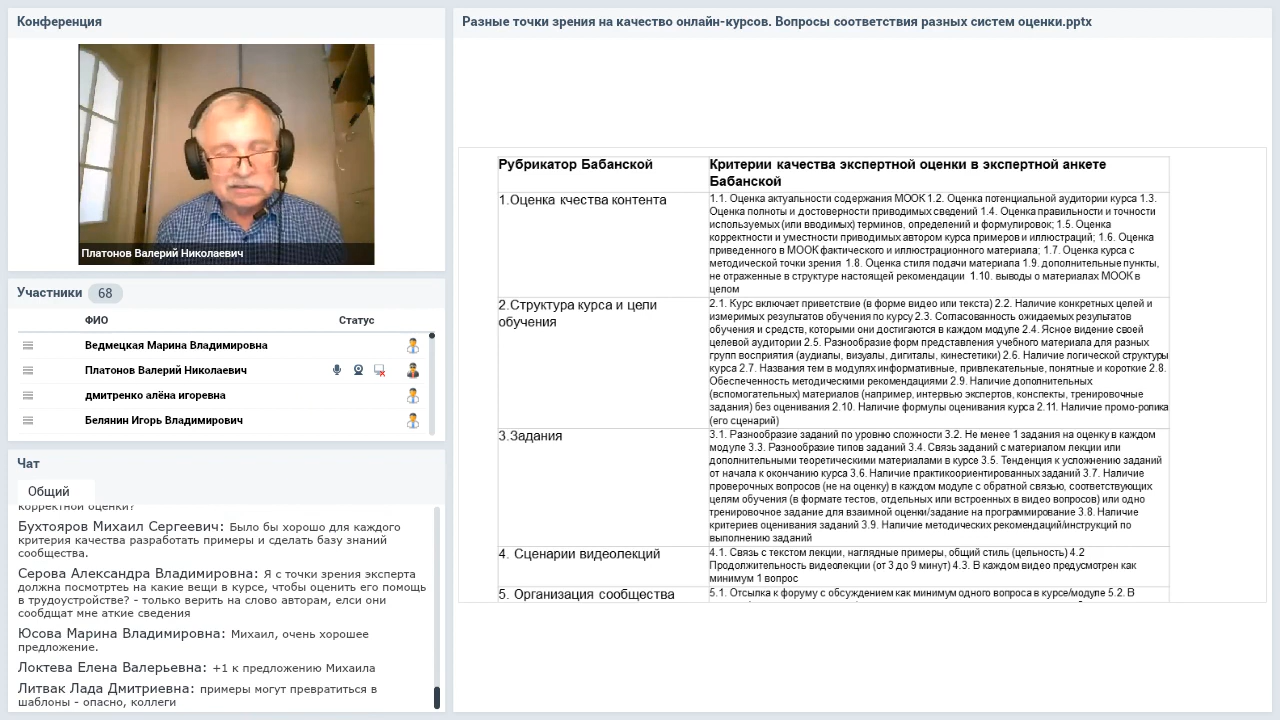 Конференция
Платонов Валерий Николаевич
Участники 68
ФИО Статус
Ведмецкая Марина Владимировна
Платонов Валерий Николаевич
дмитренко алёна игоревна
Белянин Игорь Владимирович
Чат
Общий
корректной оценки?
Бухтояров Михаил Сергеевич: Было бы хорошо для каждого
критерия качества разработать примеры и сделать базу знаний
сообщества.
Серова Александра Владимировна: Я с точки зрения эксперта
должна посмотртеь на какие вещи в курсе, чтобы оценить его помощь
в трудоустройстве? - только верить на слово авторам, елси они
сообдщат мне аткие сведения
Юсова Марина Владимировна: Михаил, очень хорошее
предложение.
Локтева Елена Валерьевна: +1 к предложению Михаила
Литвак Лада Дмитриевна: примеры могут превратиться в
шаблоны - опасно, коллеги
Разные точки зрения на качество онлайн-курсов. Вопросы соответствия разных систем оценки.pptx
Рубрикатор Бабанской
Критерии качества экспертной оценки в экспертной анкете
Бабанской
1.Оценка кчества контента
1.1. Оценка актуальности содержания МООК 1.2. Оценка потенциальной аудитории курса 1.3.
Оценка полноты и достоверности приводимых сведений 1.4. Оценка правильности и точности
используемых (или вводимых) терминов, определений и формулировок; 1.5. Оценка
корректности и уместности приводимых автором курса примеров и иллюстраций; 1.6. Оценка
приведенного в МООК фактического и иллюстрационного материала; 1.7. Оценка курса с
методической точки зрения 1.8. Оценка стиля подачи материала 1.9. дополнительные пункты,
не отраженные в структуре настоящей рекомендации 1.10. выводы о материалах МООК в
целом
2.Структура курса и цели
обучения
2.1. Курс включает приветствие (в форме видео или текста) 2.2. Наличие конкретных целей и
измеримых результатов обучения по курсу 2.3. Согласованность ожидаемых результатов
обучения и средств, которыми они достигаются в каждом модуле 2.4. Ясное видение своей
целевой аудитории 2.5. Разнообразие форм представления учебного материала для разных
групп восприятия (аудиалы, визуалы, дигиталы, кинестетики) 2.6. Наличие логической структуры
курса 2.7. Названия тем в модулях информативные, привлекательные, понятные и короткие 2.8.
Обеспеченность методическими рекомендациями 2.9. Наличие дополнительных
(вспомогательных) материалов (например, интервью экспертов, конспекты, тренировочные
задания) без оценивания 2.10. Наличие формулы оценивания курса 2.11. Наличие промо-ролика
(его сценарий)
3.Задания
3.1. Разнообразие заданий по уровню сложности 3.2. Не менее 1 задания на оценку в каждом
модуле 3.3. Разнообразие типов заданий 3.4. Связь заданий с материалом лекции или
дополнительными теоретическими материалами в курсе 3.5. Тенденция к усложнению заданий
от начала к окончанию курса 3.6. Наличие практикоориентированных заданий 3.7. Наличие
проверочных вопросов (не на оценку) в каждом модуле с обратной связью, соответствующих
целям обучения (в формате тестов, отдельных или встроенных в видео вопросов) или одно
тренировочное задание для взаимной оценки/задание на программирование 3.8. Наличие
критериев оценивания заданий 3.9. Наличие методических рекомендаций/инструкций по
выполнению заданий
4. Сценарии видеолекций
4.1. Связь с текстом лекции, наглядные примеры, общий стиль (цельность) 4.2
Продолжительность видеолекции (от 3 до 9 минут) 4.3. В каждом видео предусмотрен как
минимум 1 вопрос
5. Организация сообщества
5.1. Отсылка к форуму с обсуждением как минимум одного вопроса в курсе/модуле 5.2. В